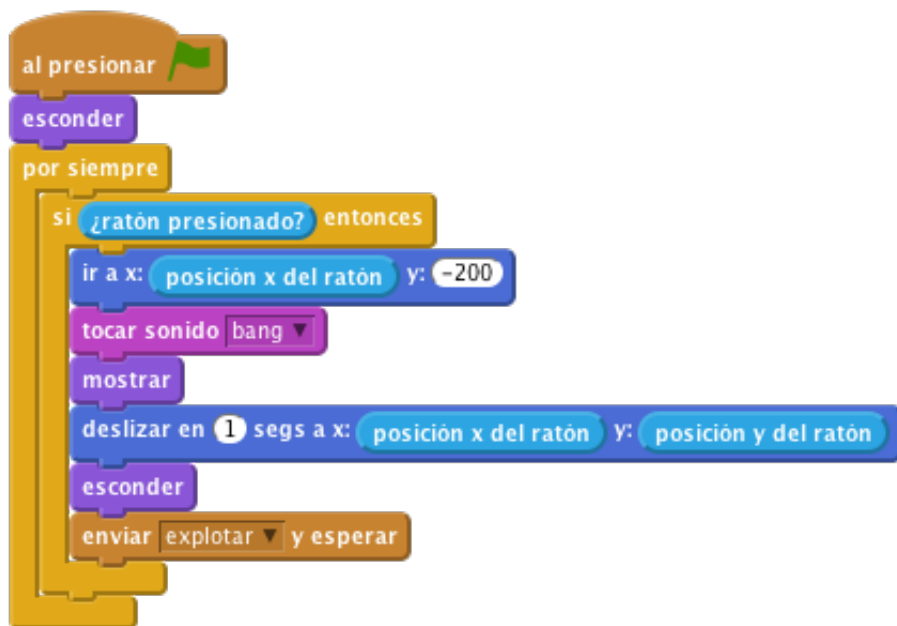 al presionar
esconder
por siempre
si ¿ratón presionado? entonces
ir a x: posición x del ratón y: -200
tocar sonido bang
mostrar
deslizar en 1 segs a x: posición x del ratón y: posición y del ratón
esconder
enviar explotar y esperar